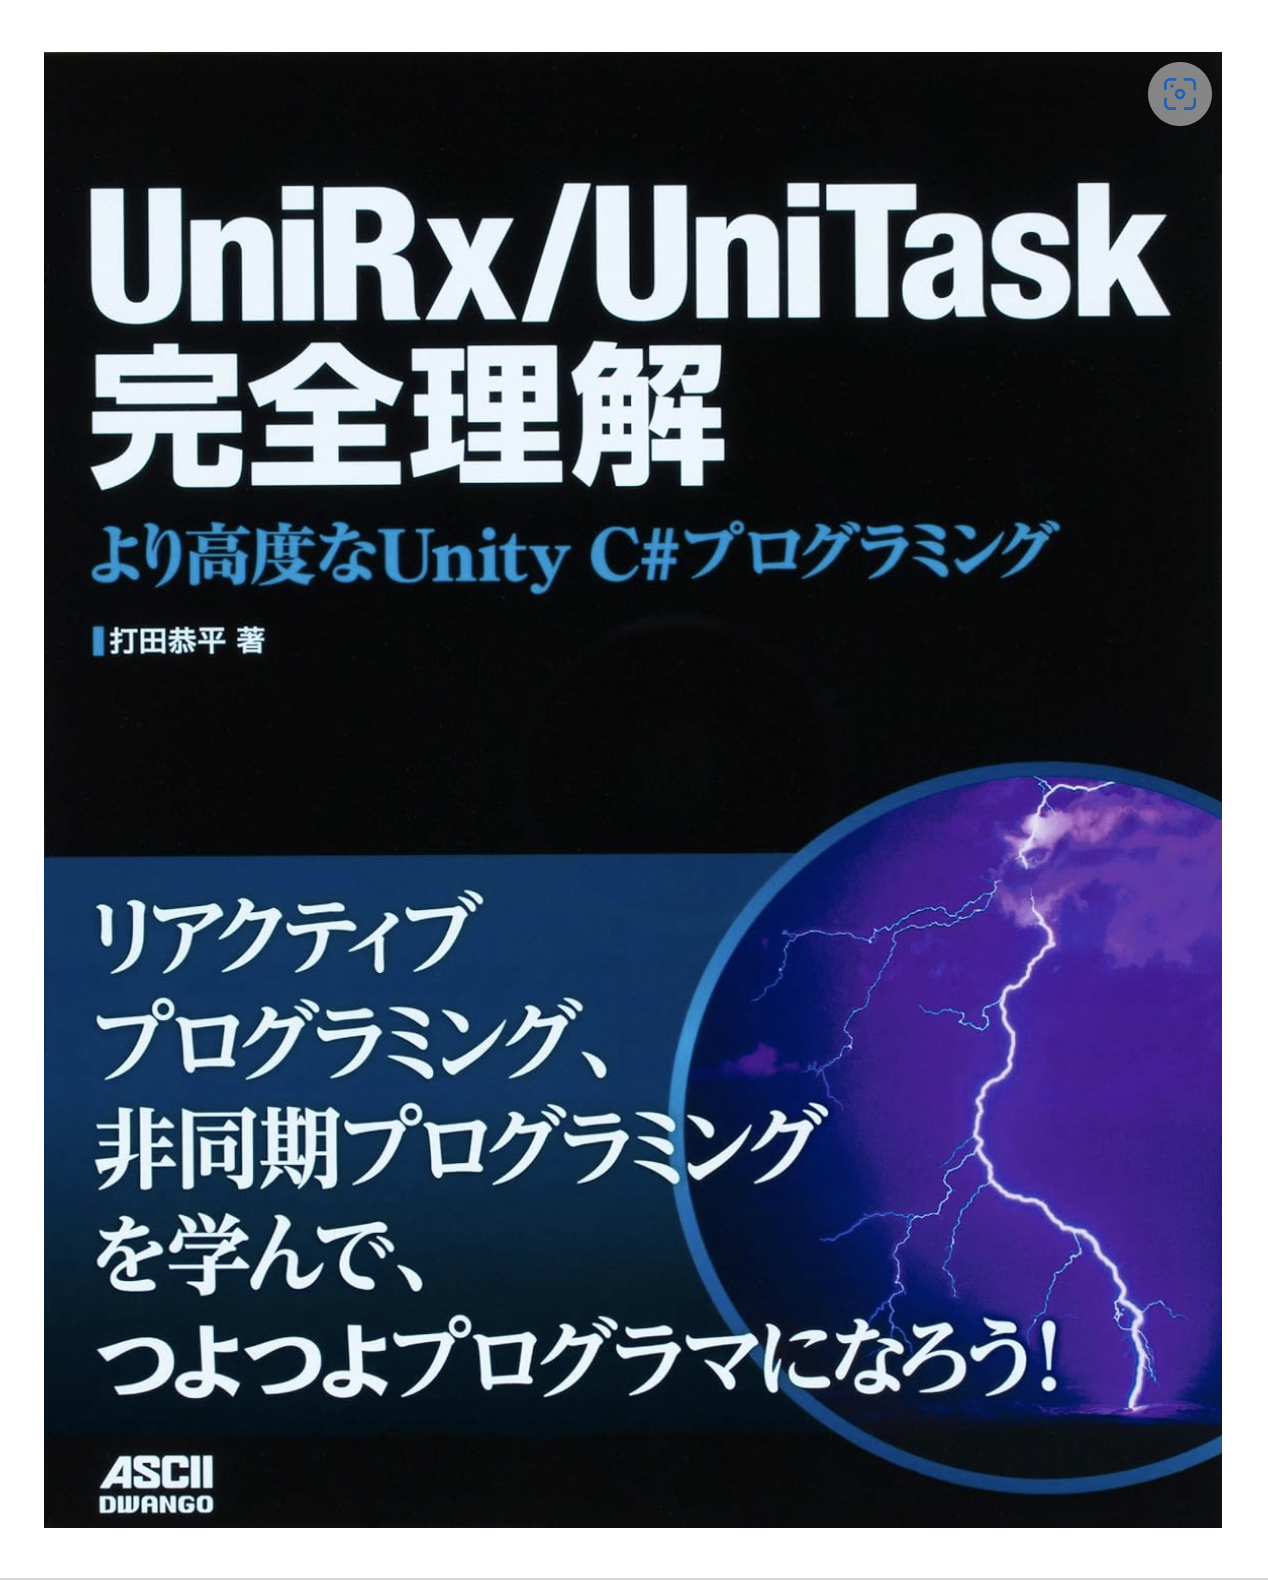 UniRx/UniTask
完全理解
より高度なUnity C#プログラミング
打田恭平 著
リアクティブ
プログラミング、
非同期プログラミング
を学んで、
つよつよプログラマになろう！
ASCII
DWANGO